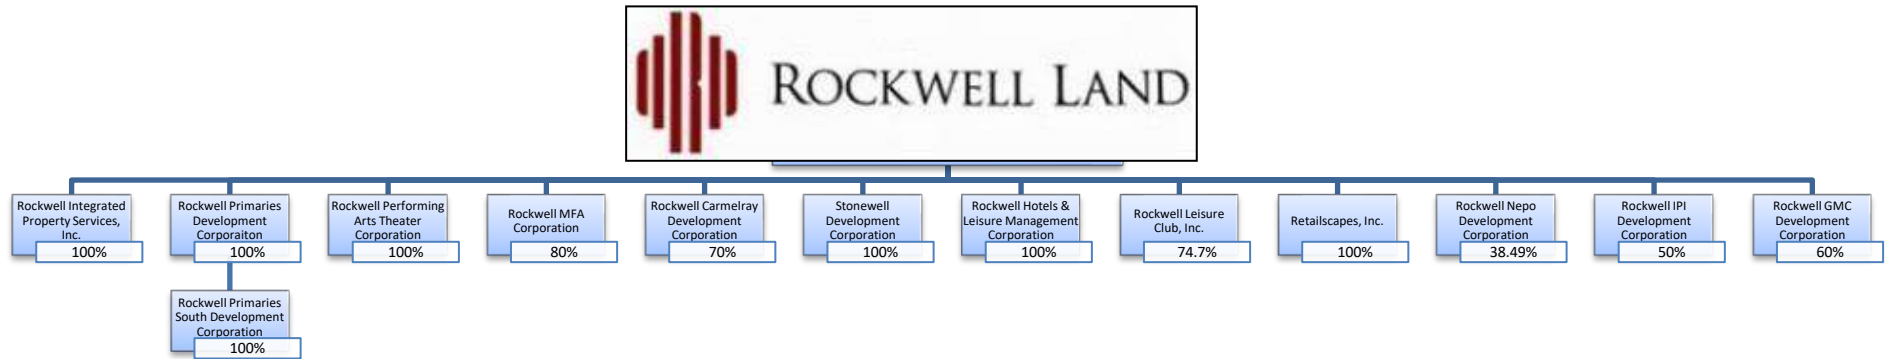 ROCKWELL LAND
Rockwell Integrated
Property Services,
Inc.
100%
Rockwell Primaries
Development
Corporaiton
100%
Rockwell Performing
Arts Theater
Corporation
100%
Rockwell MFA
Corporation
80%
Rockwell Carmelray
Development
Corporation
70%
Stonewell
Development
Corporation
100%
Rockwell Hotels &
Leisure Management
Corporation
100%
Rockwell Leisure
Club, Inc.
74.7%
Retailscapes, Inc.
100%
Rockwell Nepo
Development
Corporation
38.49%
Rockwell IPI
Development
Corporation
50%
Rockwell GMC
Development
Corporation
60%
Rockwell Primaries
South Development
Corporation
100%